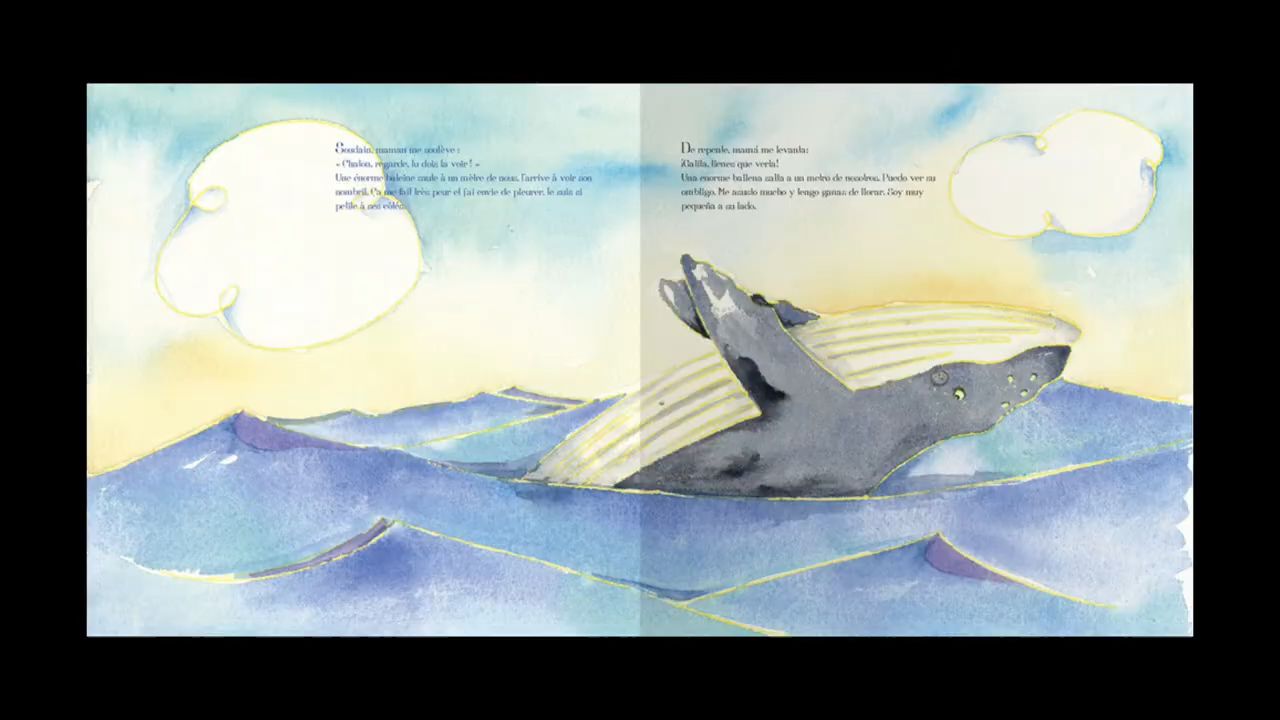 Soudain, maman me soulève :
« Chaton, regarde, tu dois la voir ! »
Une énorme baleine saute à un mètre de nous. J'arrive à voir son
nombril. Ça me fait très peur et j'ai envie de pleurer. Je suis si
petite à ses côtés.
De repente, mamá me levanta:
¡Galita, tienes que verla!
Una enorme ballena salta a un metro de nosotros. Puedo ver su
ombligo. Me asusto mucho y tengo ganas de llorar. Soy muy
pequeña a su lado.